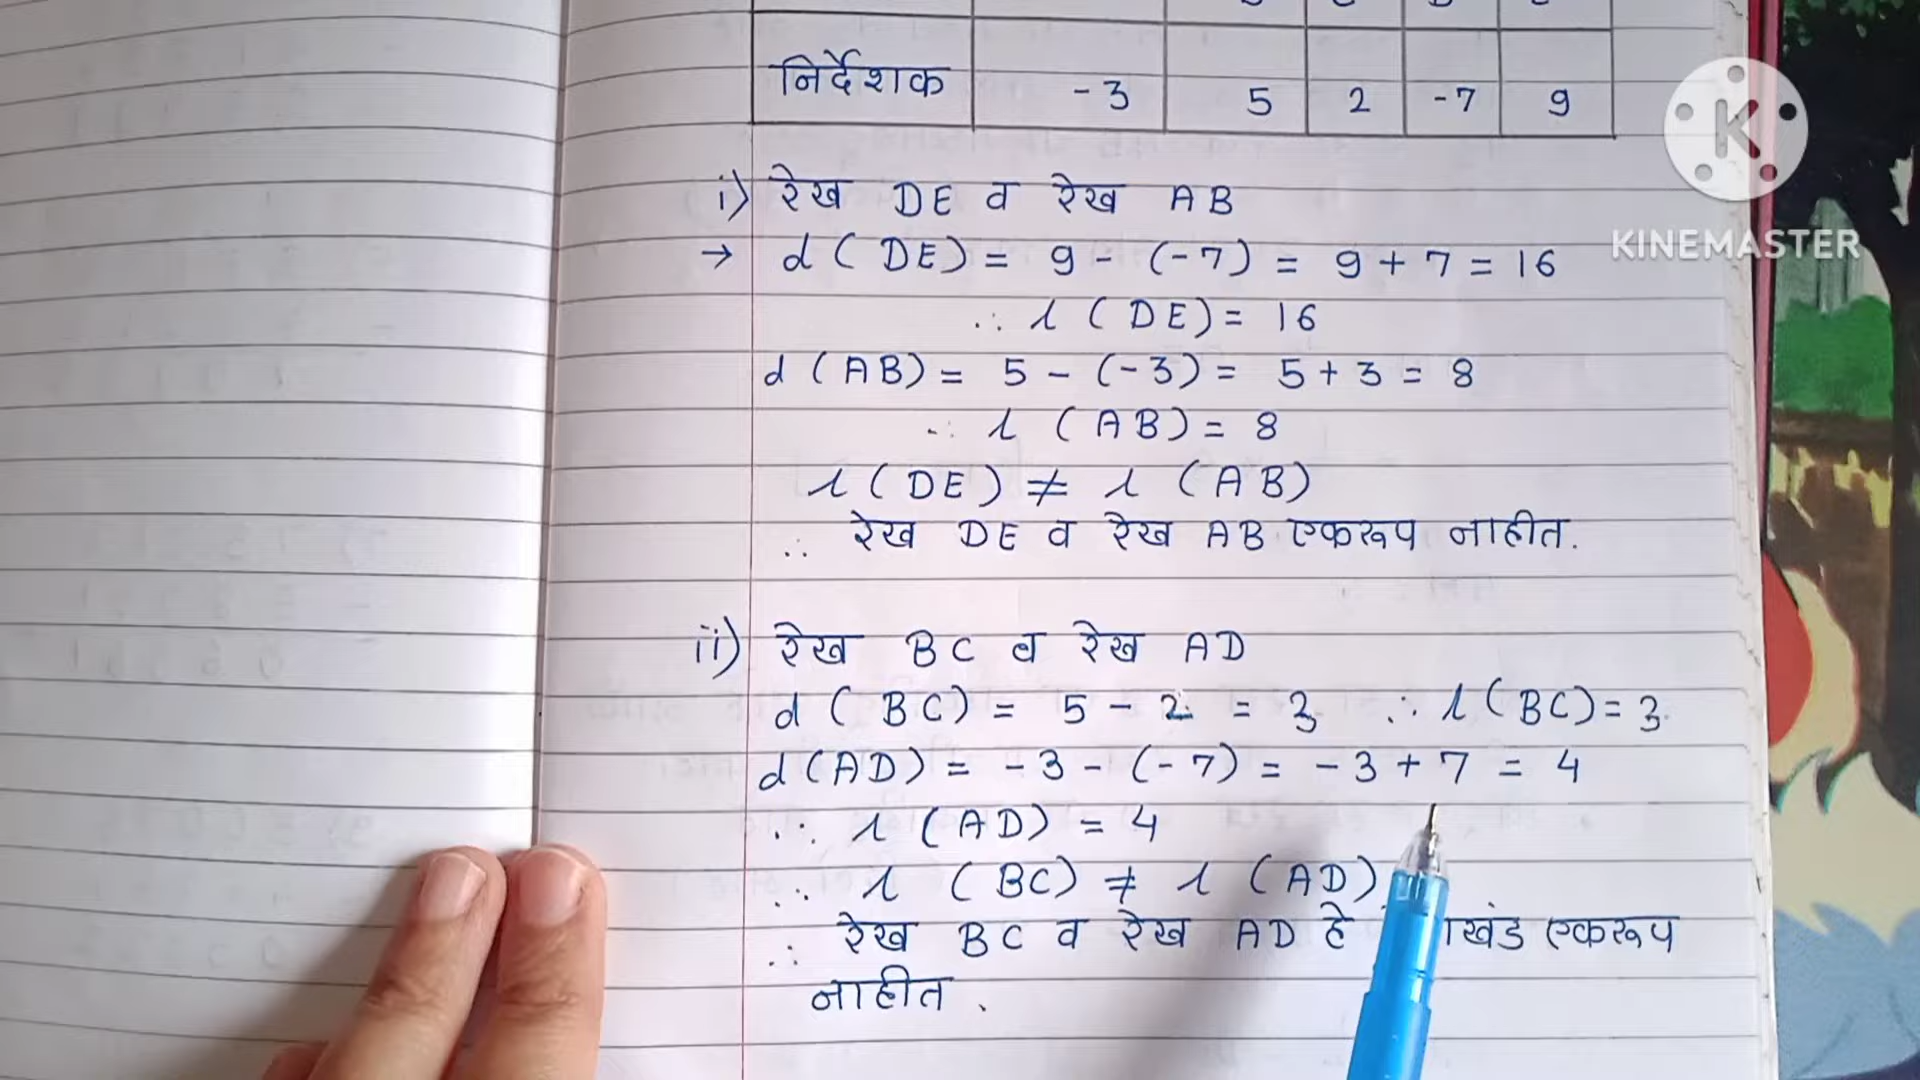 निर्देशक -3 5 2 -7 9
K
KINEMASTER
i) रेख DE व रेख AB
→ d ( DE ) = 9 - (-7) = 9 + 7 = 16
∴ l ( DE ) = 16
d ( AB ) = 5 - (-3) = 5 + 3 = 8
∴ l ( AB ) = 8
l ( DE ) ≠ l ( AB )
∴ रेख DE व रेख AB एकरूप नाहीत.
ii) रेख BC व रेख AD
d ( BC ) = 5 - 2 = 3 ∴ l ( BC ) = 3.
d ( AD ) = -3 - (-7) = -3 + 7 = 4
∴ l ( AD ) = 4
∴ l ( BC ) ≠ l ( AD )
∴ रेख BC व रेख AD हे एकरूप
नाहीत .